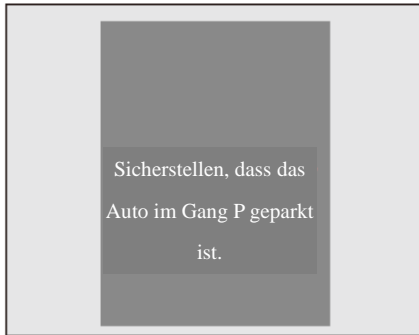 Sicherstellen, dass das
Auto im Gang P geparkt
ist.